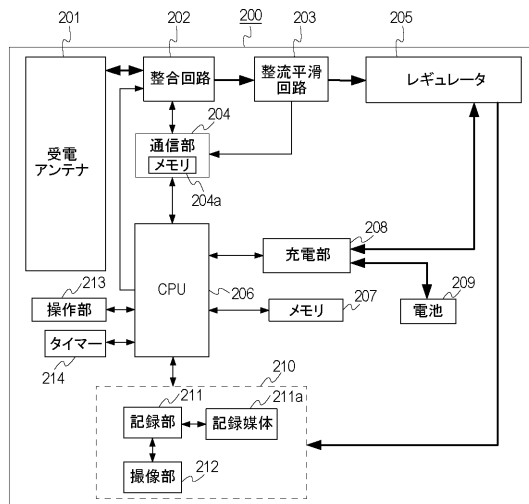 201
202
200
203
205
受電
アンテナ
整合回路
整流平滑
回路
レギュレータ
通信部
204
メモリ
204a
208
充電部
CPU
213
206
207
209
操作部
メモリ
電池
タイマー
214
210
211
211a
記録部
記録媒体
撮像部
212